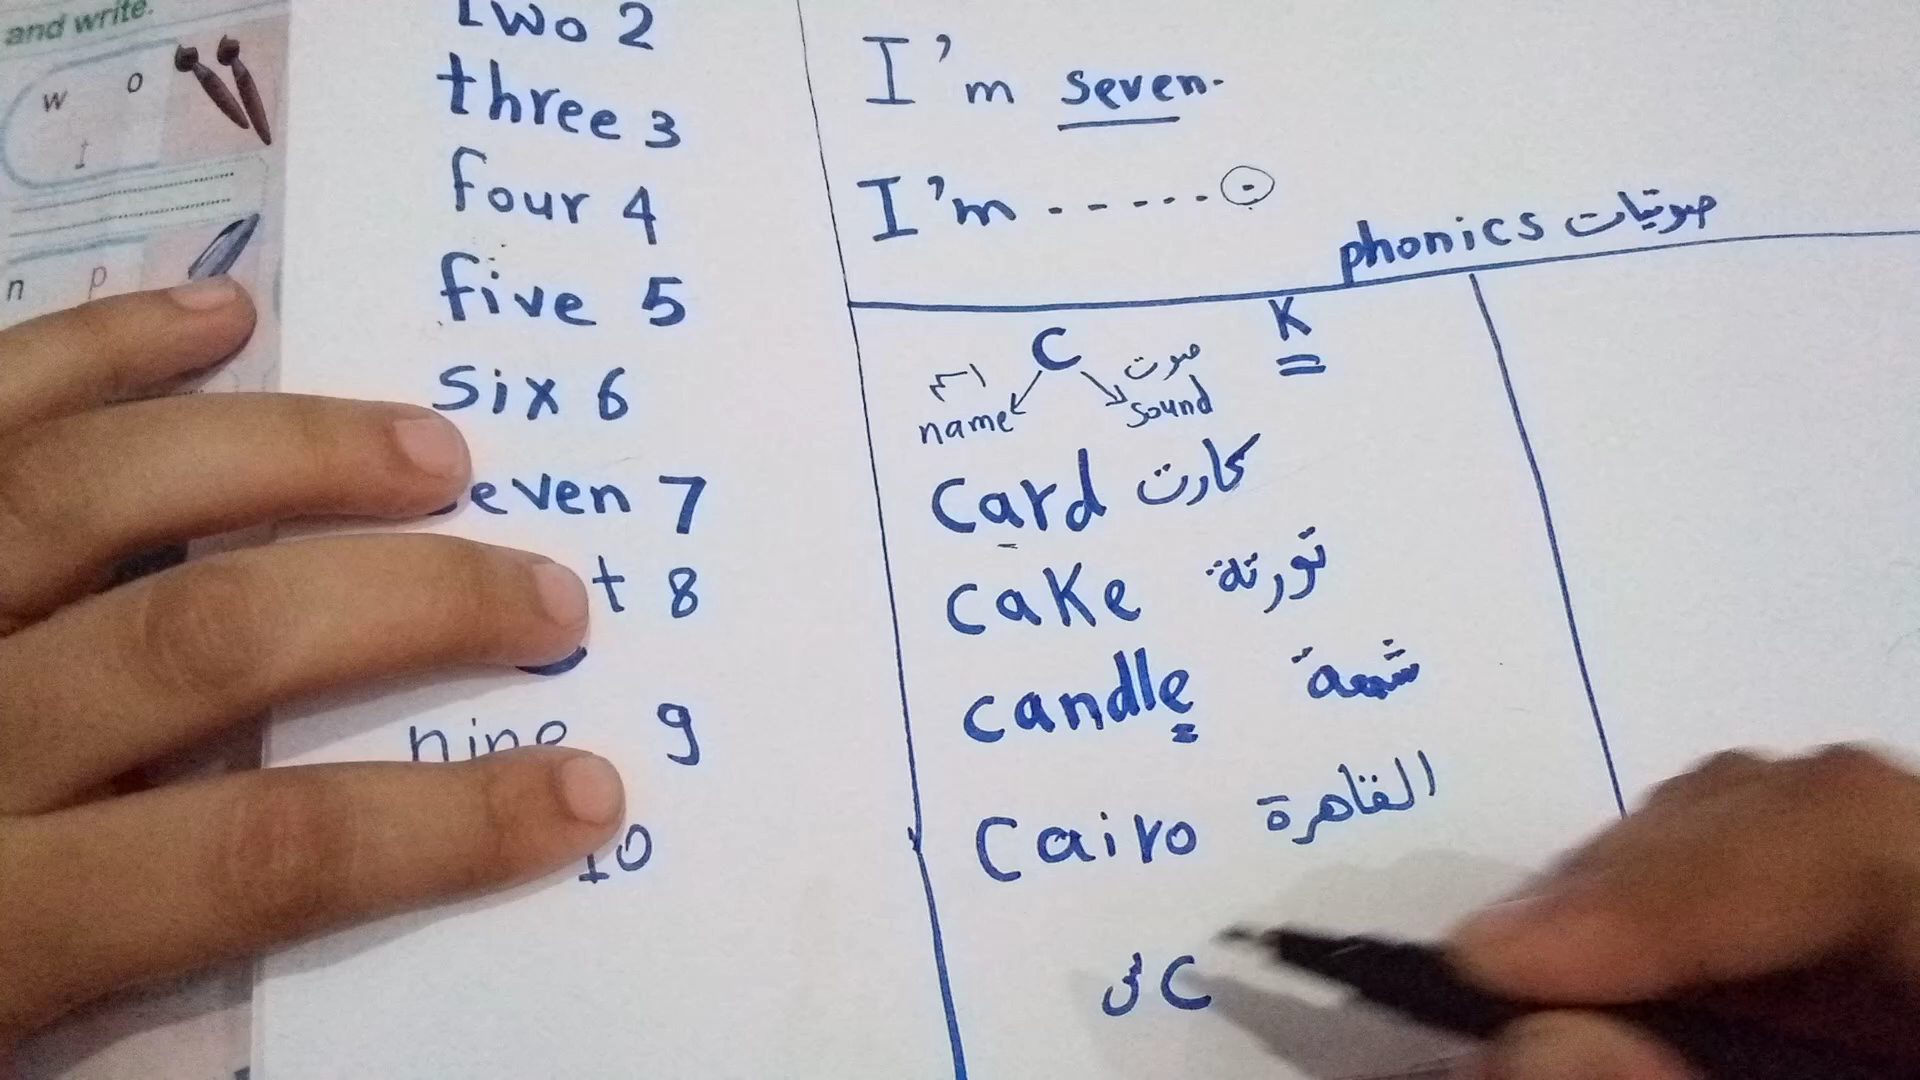 and write.
w o
I
n p
two 2
three 3
four 4
five 5
six 6
even 7
t 8
nine 9
10
I'm seven.
I'm ......
phonics صوتيات
C K
اسم صوت
name sound
Card كارت
cake تورتة
candle شمعة
Cairo القاهرة
C